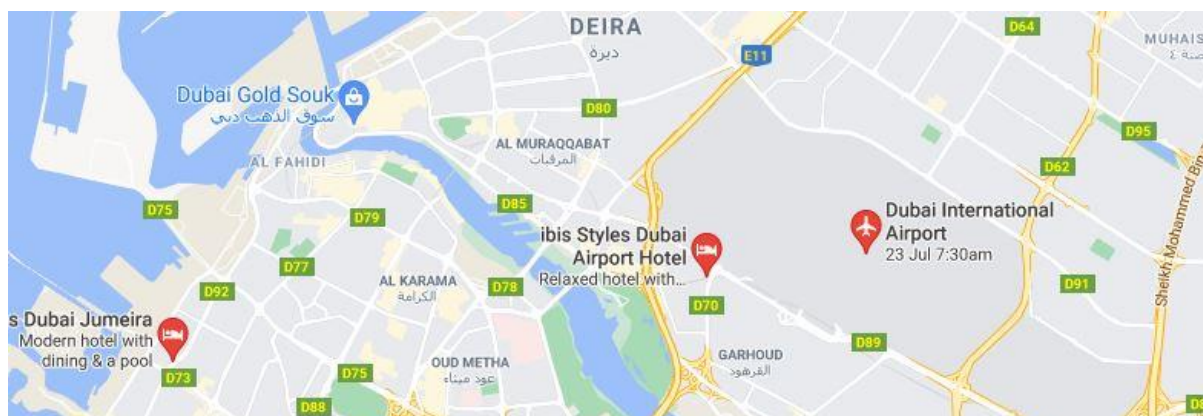 DEIRA
ديرة
E11
D64
MUHAIS
Dubai Gold Souk
سوق الذهب دبي
D80
D95
AL MURAQQABAT
المرقبات
AL FAHIDI
D62
D75
D79
D85
ibis Styles Dubai
Airport Hotel
Relaxed hotel with...
Dubai International
Airport
23 Jul 7:30am
Sheikh Mohammed Bin
D77
AL KARAMA
الكرامة
D78
D92
D70
D91
s Dubai Jumeira
Modern hotel with
dining & a pool
D73
OUD METHA
عود ميثاء
D75
D88
GARHOUD
القرهود
D89